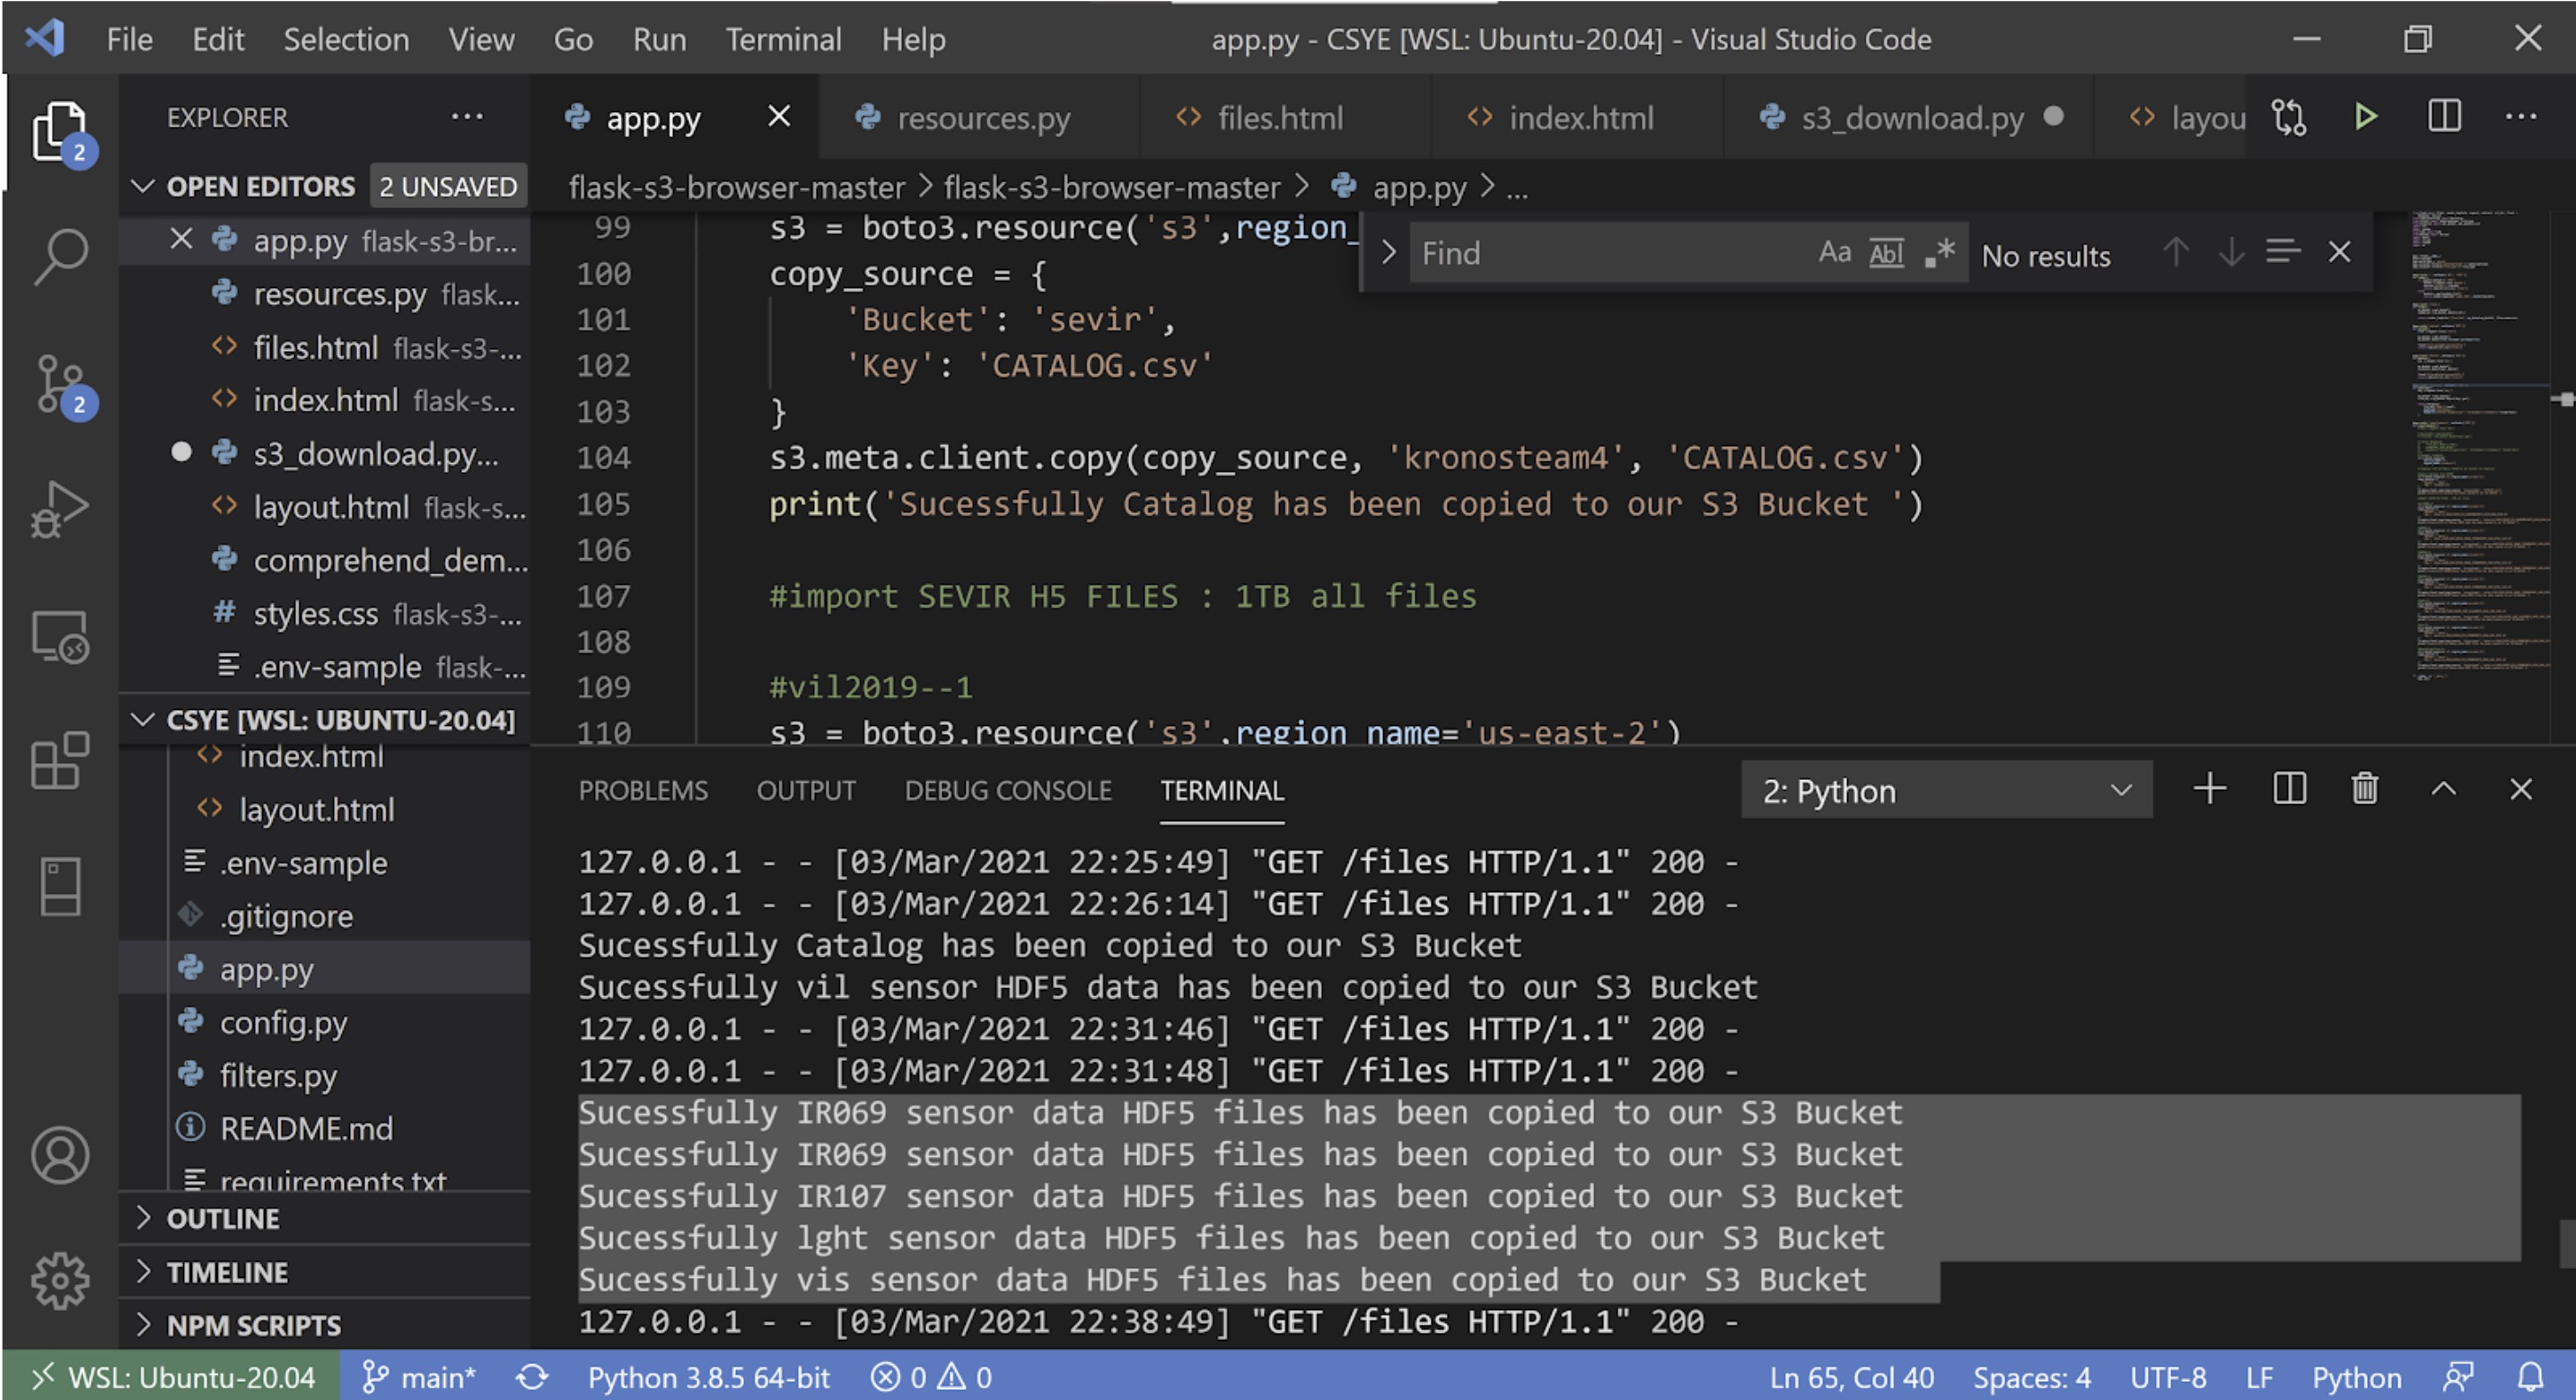 File Edit Selection View Go Run Terminal Help app.py - CSYE [WSL: Ubuntu-20.04] - Visual Studio Code
EXPLORER ...
app.py resources.py files.html index.html s3_download.py layou
2
OPEN EDITORS 2 UNSAVED
flask-s3-browser-master > flask-s3-browser-master > app.py > ...
app.py flask-s3-br...
resources.py flask...
files.html flask-s3-...
index.html flask-s...
2
s3_download.py...
layout.html flask-s...
comprehend_dem...
# styles.css flask-s3-...
.env-sample flask-...
Find Aa Abl .* No results
99 s3 = boto3.resource('s3',region_
100 copy_source = {
101 'Bucket': 'sevir',
102 'Key': 'CATALOG.csv'
103 }
104 s3.meta.client.copy(copy_source, 'kronosteam4', 'CATALOG.csv')
105 print('Sucessfully Catalog has been copied to our S3 Bucket ')
106
107 #import SEVIR H5 FILES : 1TB all files
108
109 #vil2019--1
110 s3 = boto3.resource('s3',region_name='us-east-2')
CSYE [WSL: UBUNTU-20.04]
index.html
layout.html
.env-sample
.gitignore
app.py
config.py
filters.py
README.md
requirements.txt
OUTLINE
TIMELINE
NPM SCRIPTS
PROBLEMS OUTPUT DEBUG CONSOLE TERMINAL 2: Python
127.0.0.1 - - [03/Mar/2021 22:25:49] "GET /files HTTP/1.1" 200 -
127.0.0.1 - - [03/Mar/2021 22:26:14] "GET /files HTTP/1.1" 200 -
Sucessfully Catalog has been copied to our S3 Bucket
Sucessfully vil sensor HDF5 data has been copied to our S3 Bucket
127.0.0.1 - - [03/Mar/2021 22:31:46] "GET /files HTTP/1.1" 200 -
127.0.0.1 - - [03/Mar/2021 22:31:48] "GET /files HTTP/1.1" 200 -
Sucessfully IR069 sensor data HDF5 files has been copied to our S3 Bucket
Sucessfully IR069 sensor data HDF5 files has been copied to our S3 Bucket
Sucessfully IR107 sensor data HDF5 files has been copied to our S3 Bucket
Sucessfully lght sensor data HDF5 files has been copied to our S3 Bucket
Sucessfully vis sensor data HDF5 files has been copied to our S3 Bucket
127.0.0.1 - - [03/Mar/2021 22:38:49] "GET /files HTTP/1.1" 200 -
WSL: Ubuntu-20.04 main* Python 3.8.5 64-bit 0 0 Ln 65, Col 40 Spaces: 4 UTF-8 LF Python